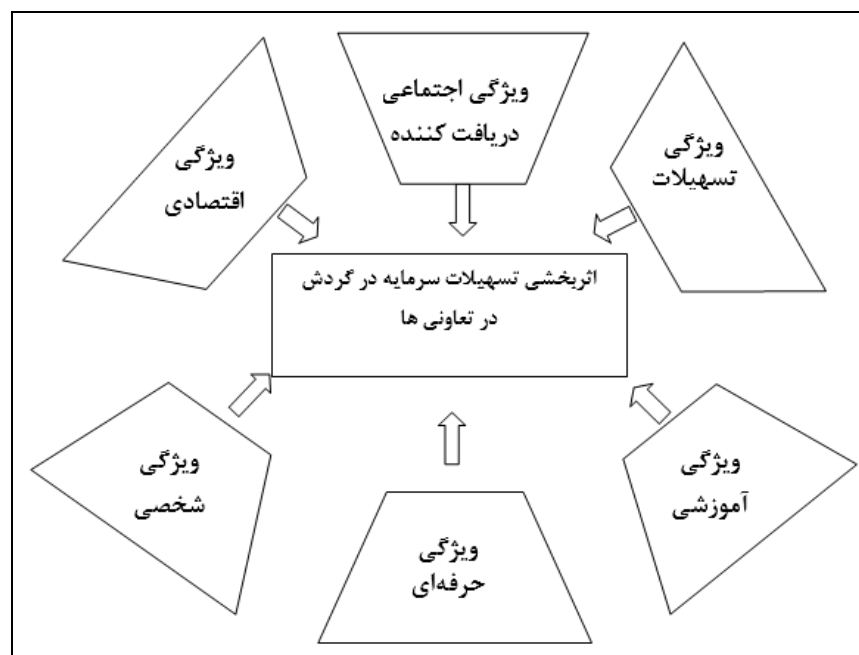 ویژگی اجتماعی
دریافت کننده
ویژگی
تسهیلات
ویژگی
اقتصادی
اثربخشی تسهیلات سرمایه در گردش
در تعاونی ها
ویژگی
آموزشی
ویژگی
شخصی
ویژگی
حرفه‌ای